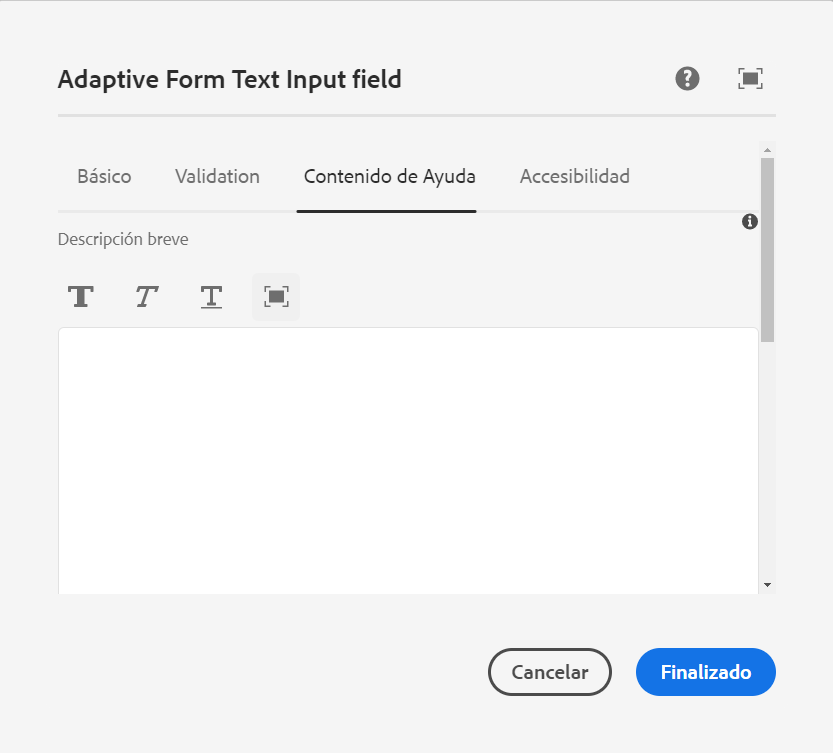 Adaptive Form Text Input field
Básico Validation Contenido de Ayuda Accesibilidad
Descripción breve
T T T
Cancelar Finalizado